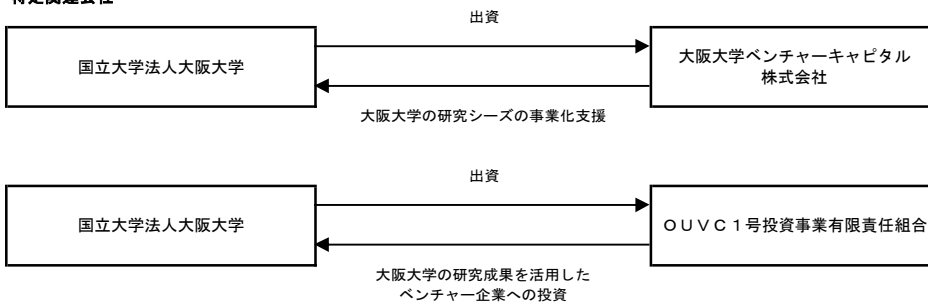 特定関連会社
出資
国立大学法人大阪大学
大阪大学ベンチャーキャピタル
株式会社
大阪大学の研究シーズの事業化支援
出資
国立大学法人大阪大学
ＯＵＶＣ１号投資事業有限責任組合
大阪大学の研究成果を活用した
ベンチャー企業への投資